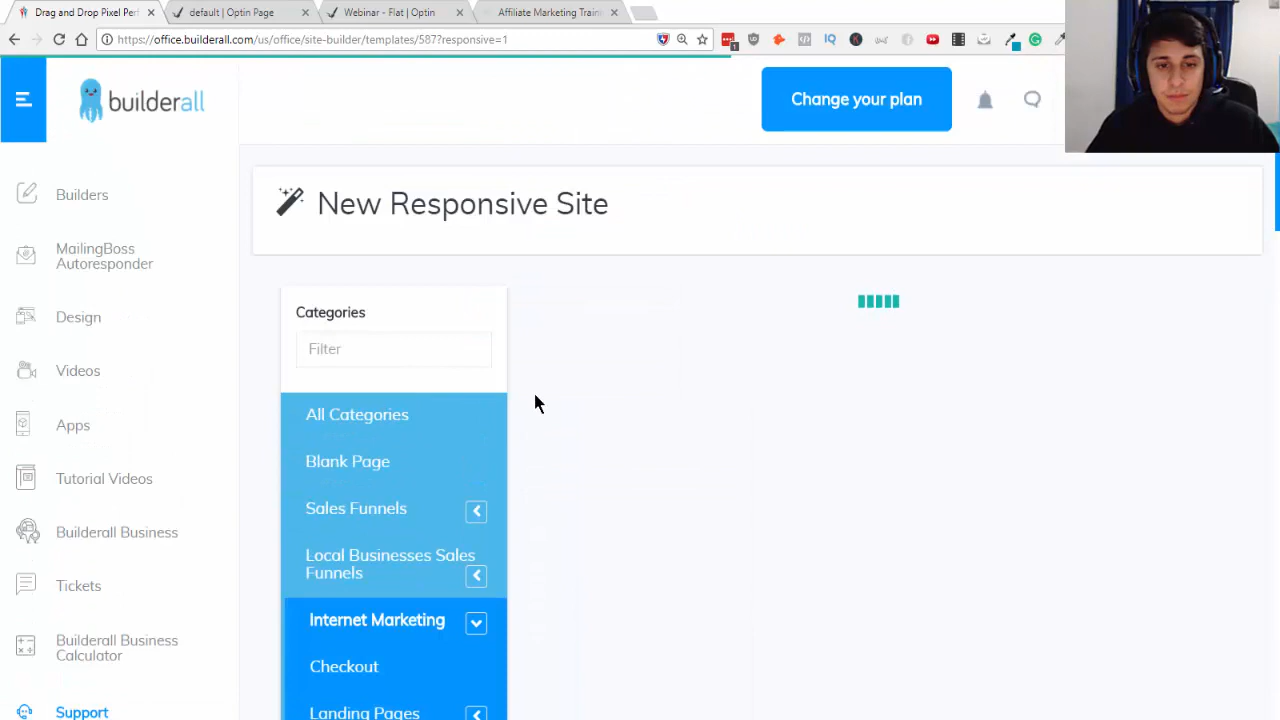 Drag and Drop Pixel Per
default | Optin Page
Webinar - Flat | Optin
Affiliate Marketing Traini
https://office.builderall.com/us/office/site-builder/templates/587?responsive=1
builderall
Change your plan
Builders
MailingBoss
Autoresponder
Design
Videos
Apps
Tutorial Videos
Builderall Business
Tickets
Builderall Business
Calculator
Support
New Responsive Site
Categories
Filter
All Categories
Blank Page
Sales Funnels
Local Businesses Sales
Funnels
Internet Marketing
Checkout
Landing Pages